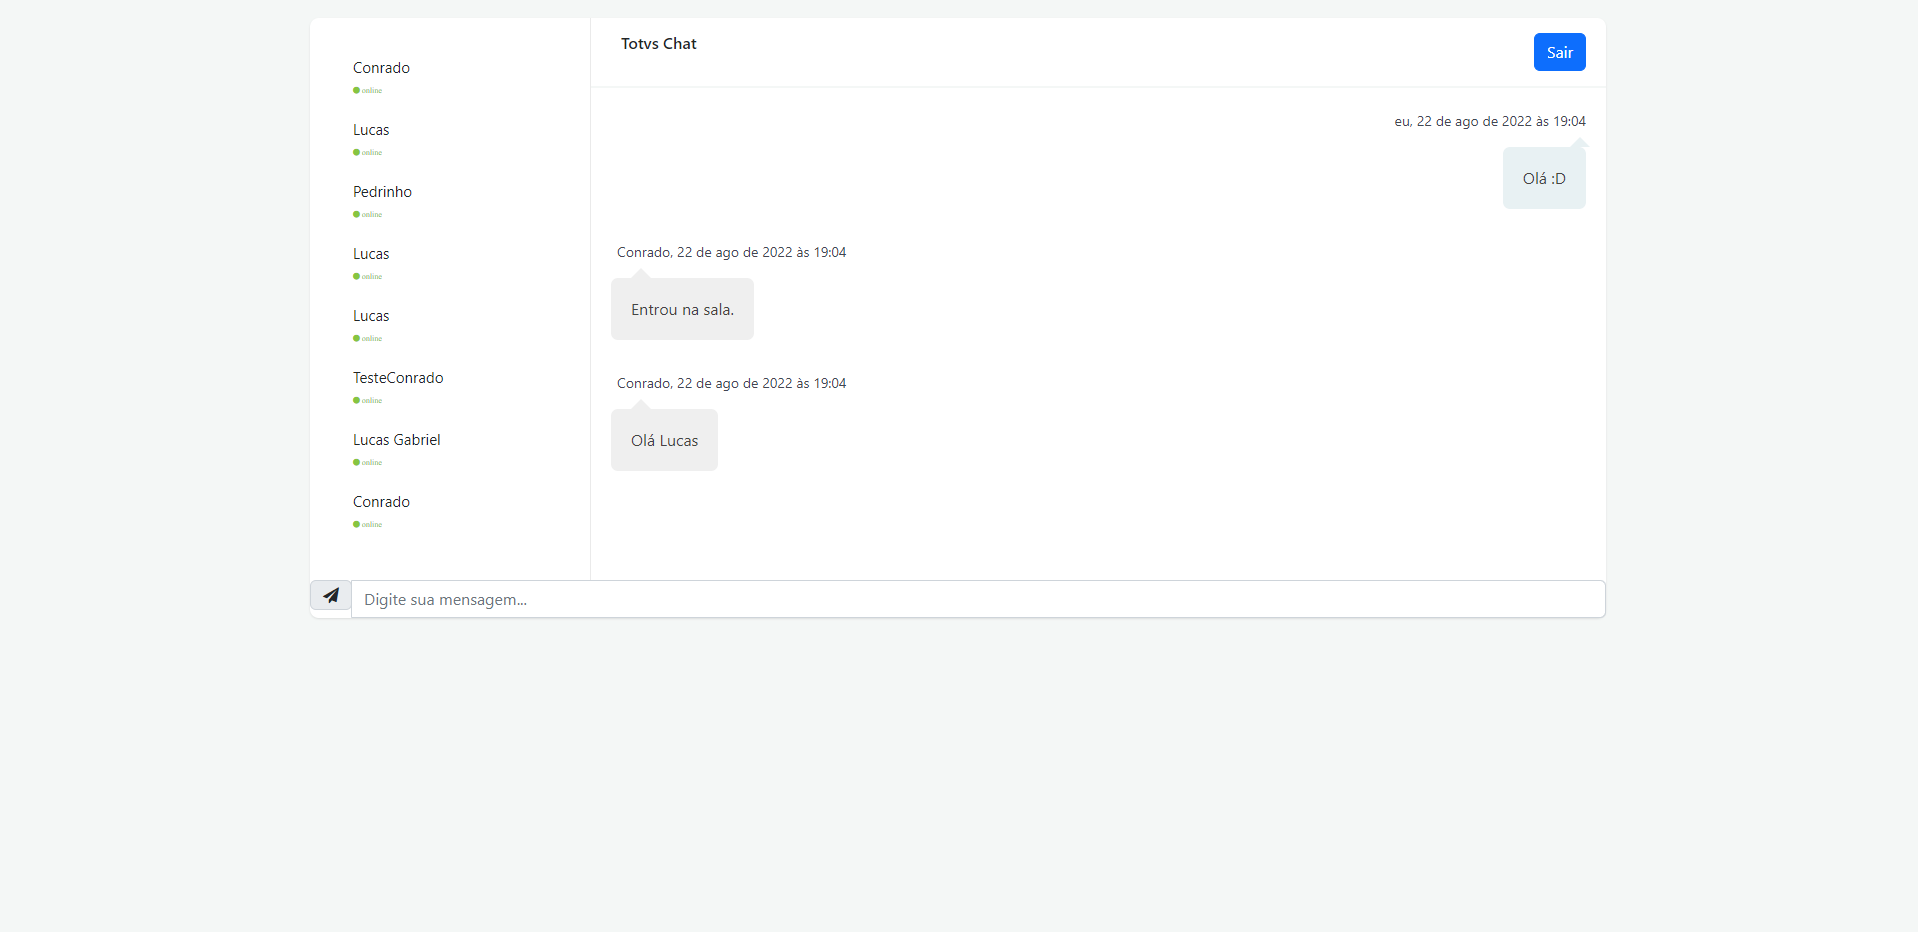 Conrado
online
Lucas
online
Pedrinho
online
Lucas
online
Lucas
online
TesteConrado
online
Lucas Gabriel
online
Conrado
online
Totvs Chat
Sair
eu, 22 de ago de 2022 às 19:04
Olá :D
Conrado, 22 de ago de 2022 às 19:04
Entrou na sala.
Conrado, 22 de ago de 2022 às 19:04
Olá Lucas
Digite sua mensagem...